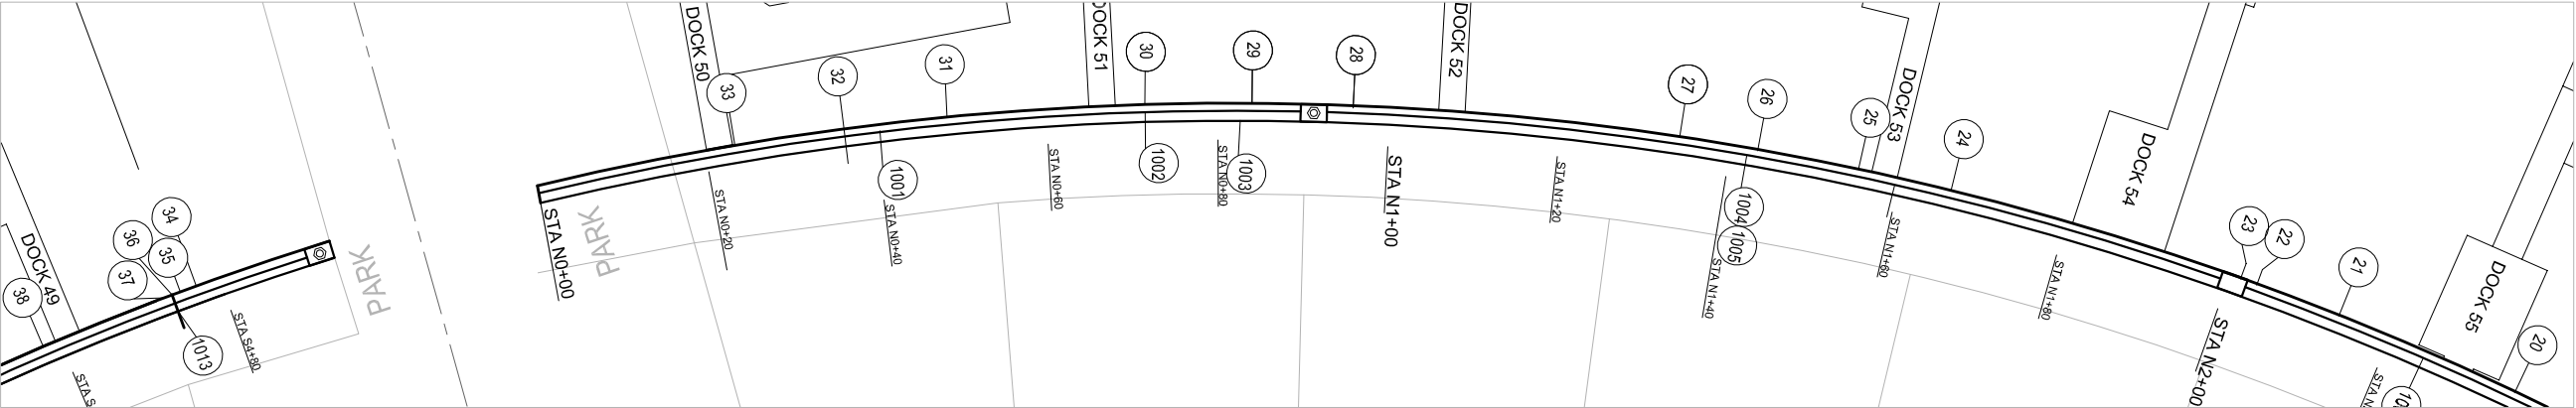 DOCK 49
38
37
36
35
34
1013
STA S4+80
PARK
PARK
STA N0+00
DOCK 50
33
STA N0+20
32
1001
STA N0+40
31
DOCK 51
30
1002
STA N0+60
29
1003
STA N0+80
28
STA N1+00
DOCK 52
STA N1+20
27
26
1004
1005
STA N1+40
25
DOCK 53
STA N1+60
24
DOCK 54
STA N1+80
23
22
STA N2+00
21
DOCK 55
20